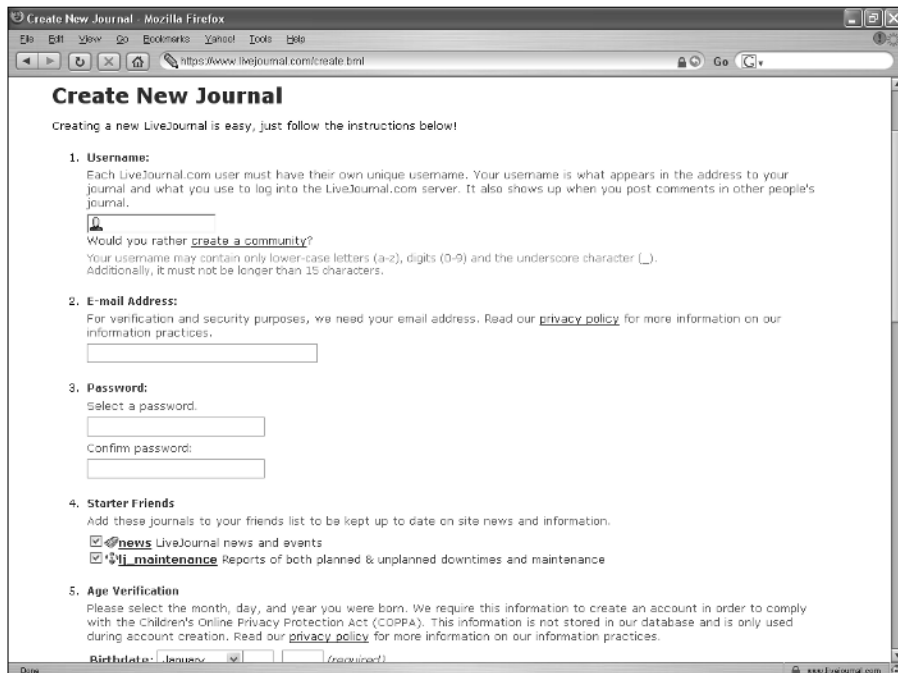 Create New Journal - Mozilla Firefox
File Edit View Go Bookmarks Yahoo! Tools Help
https://www.livejournal.com/create.bml
Go
G
Create New Journal
Creating a new LiveJournal is easy, just follow the instructions below!
1. Username:
Each LiveJournal.com user must have their own unique username. Your username is what appears in the address to your
journal and what you use to log into the LiveJournal.com server. It also shows up when you post comments in other people's
journal.
Would you rather create a community?
Your username may contain only lower-case letters (a-z), digits (0-9) and the underscore character (_).
Additionally, it must not be longer than 15 characters.
2. E-mail Address:
For verification and security purposes, we need your email address. Read our privacy policy for more information on our
information practices.
3. Password:
Select a password.
Confirm password:
4. Starter Friends
Add these journals to your friends list to be kept up to date on site news and information.
news LiveJournal news and events
lj_maintenance Reports of both planned & unplanned downtimes and maintenance
5. Age Verification
Please select the month, day, and year you were born. We require this information to create an account in order to comply
with the Children's Online Privacy Protection Act (COPPA). This information is not stored in our database and is only used
during account creation. Read our privacy policy for more information on our information practices.
Birthdate: January (required)
Done
www.livejournal.com